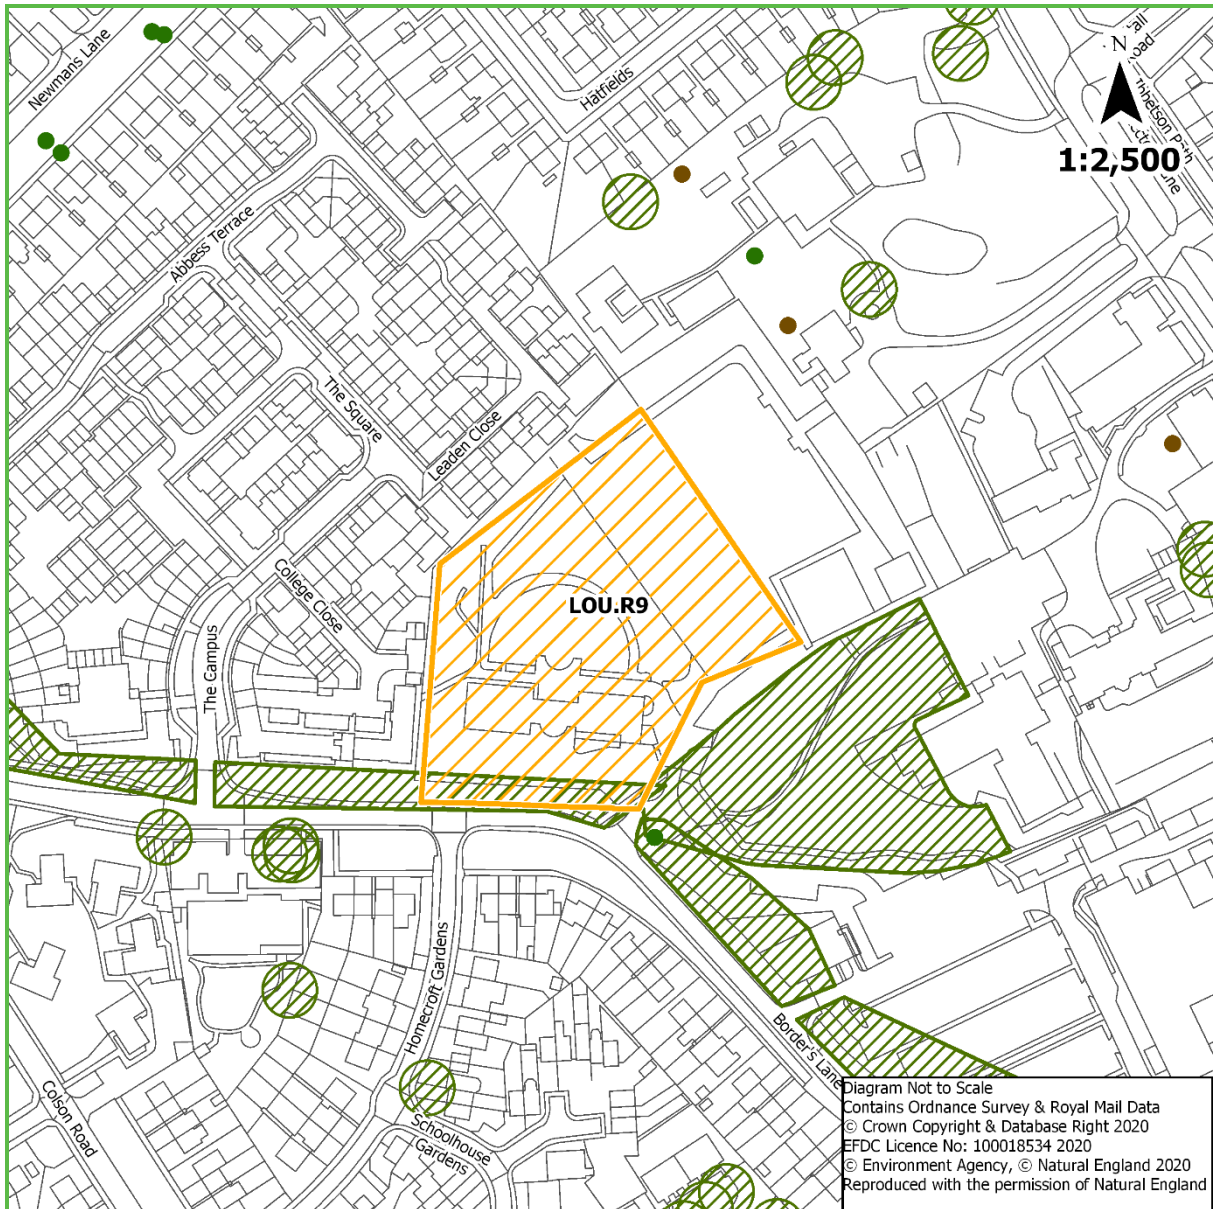 Newmans Lane
Hatfields
N
1:2,500
Abbess Terrace
The Square
Leaden Close
College Close
The Campus
LOU.R9
Homecroft Gardens
Border's Lane
Colson Road
Schoolhouse
Gardens
Diagram Not to Scale
Contains Ordnance Survey & Royal Mail Data
© Crown Copyright & Database Right 2020
EFDC Licence No: 100018534 2020
© Environment Agency, © Natural England 2020
Reproduced with the permission of Natural England